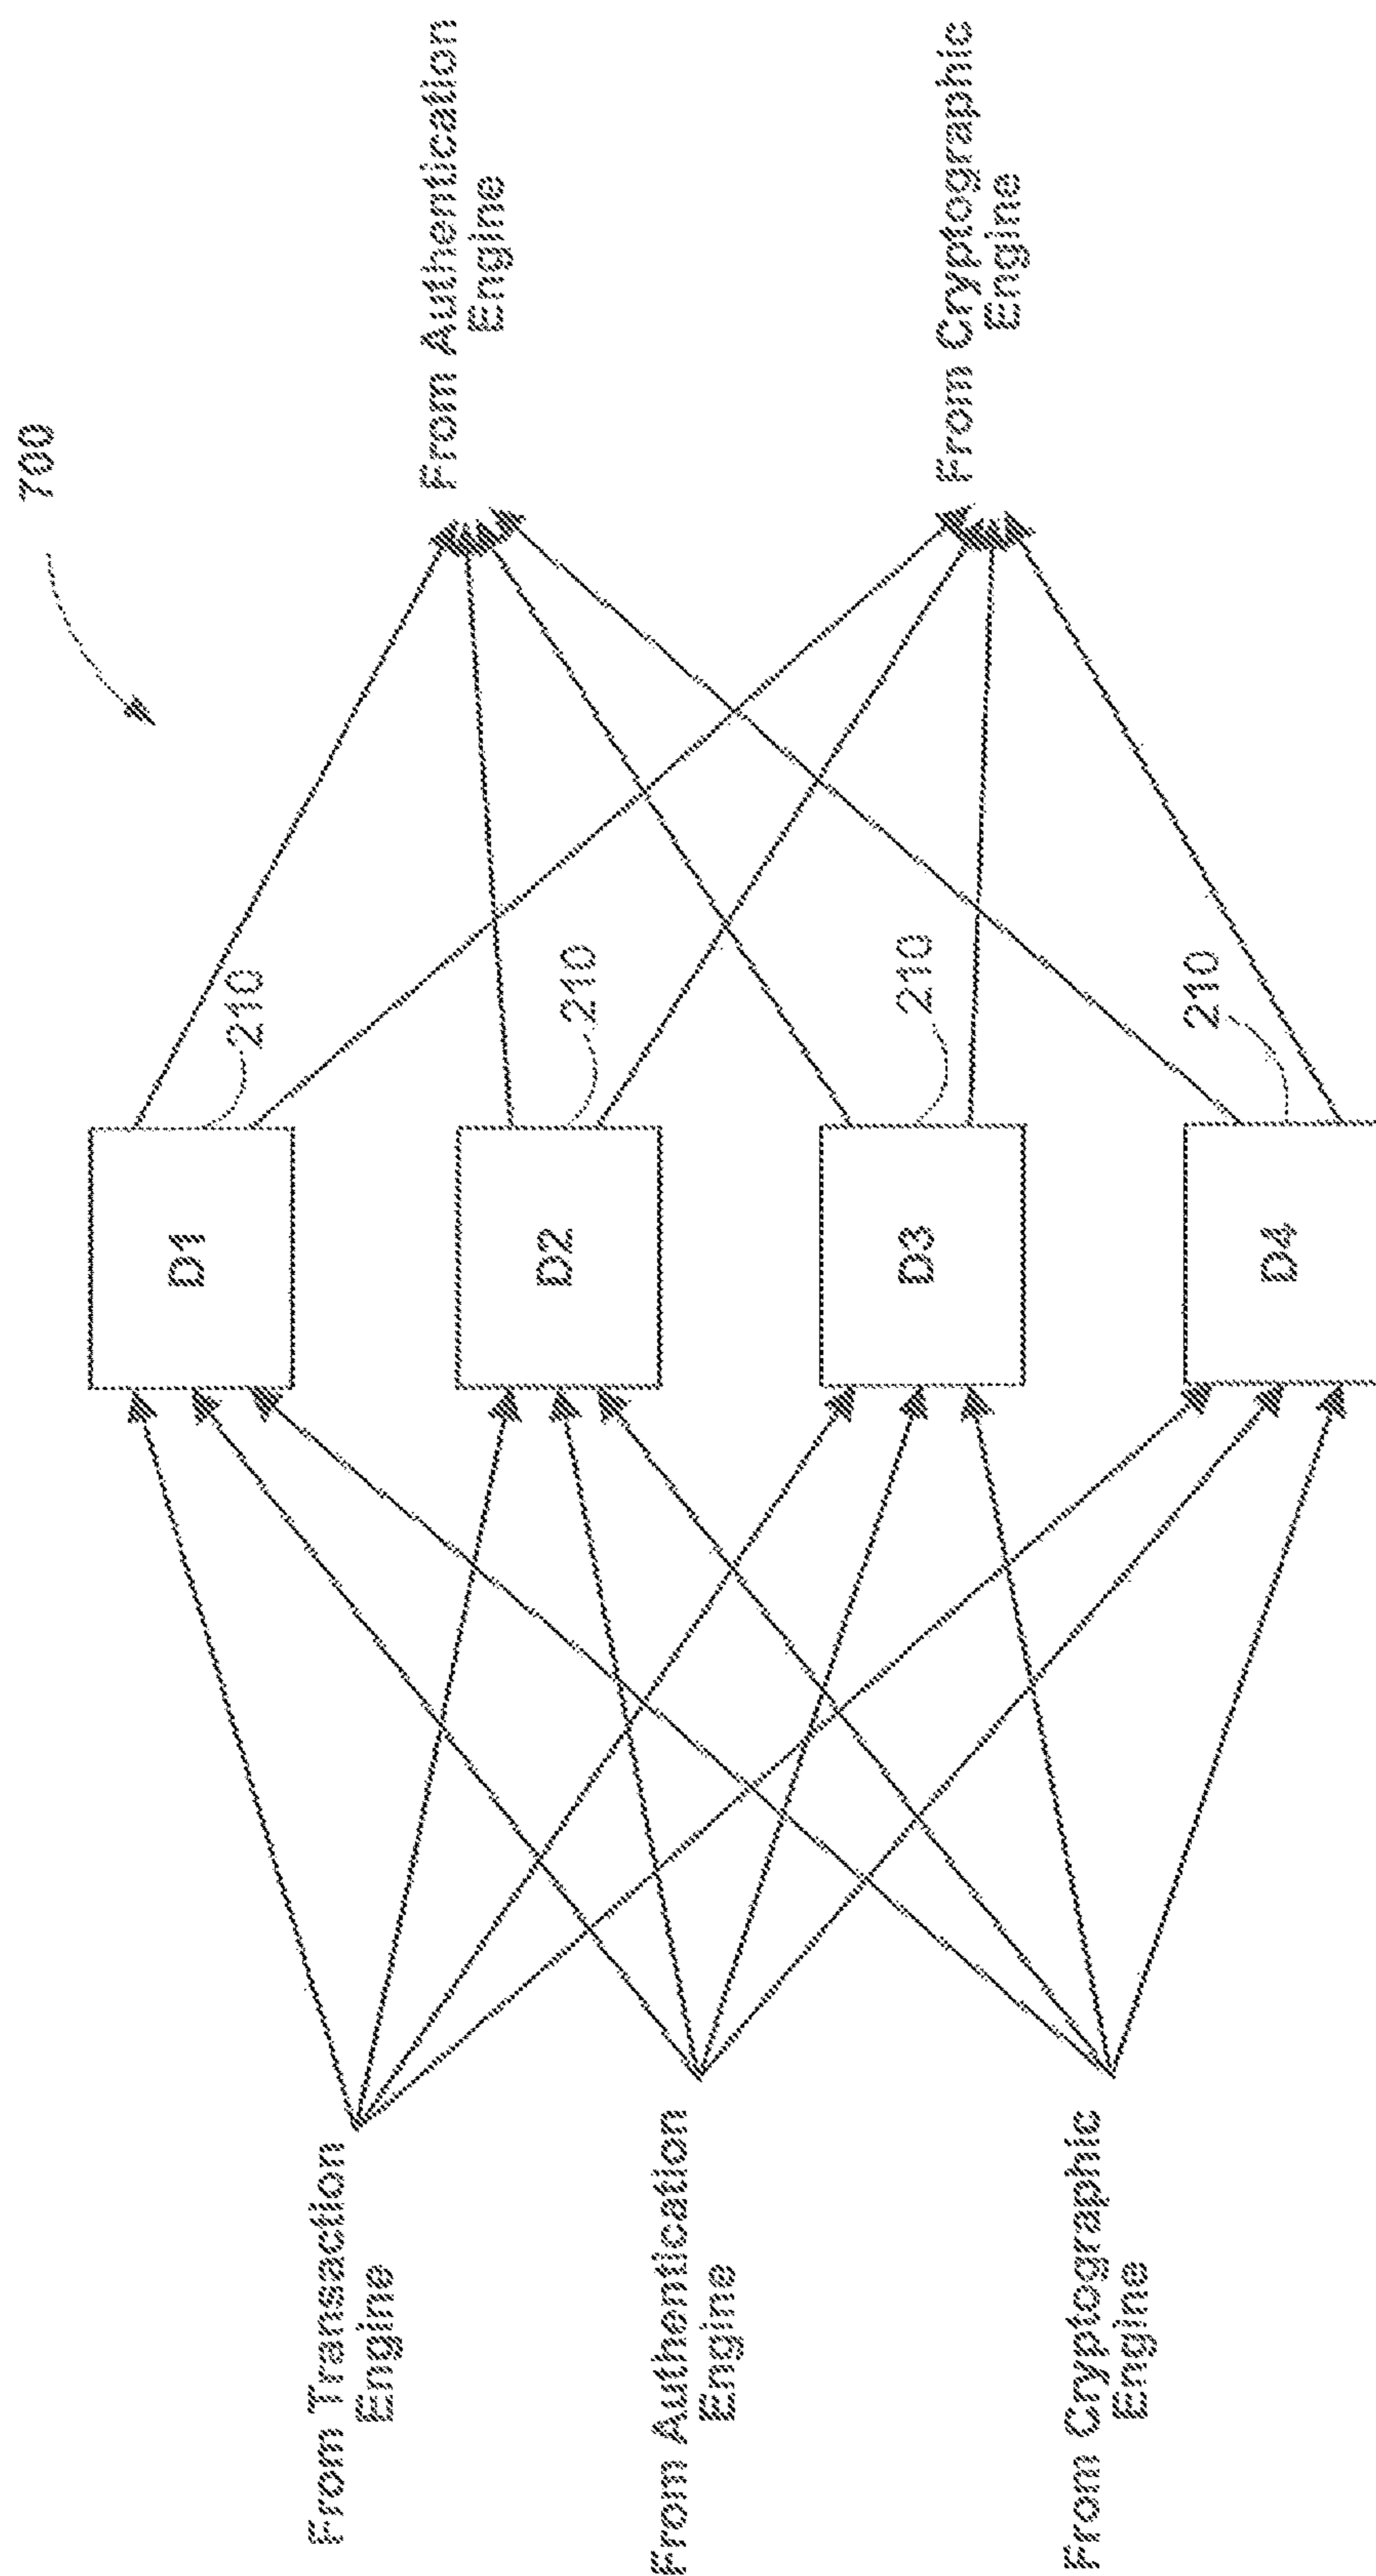 700
From Transaction
Engine
From Authentication
Engine
From Cryptographic
Engine
D1
210
D2
210
D3
210
D4
210
From Authentication
Engine
From Cryptographic
Engine